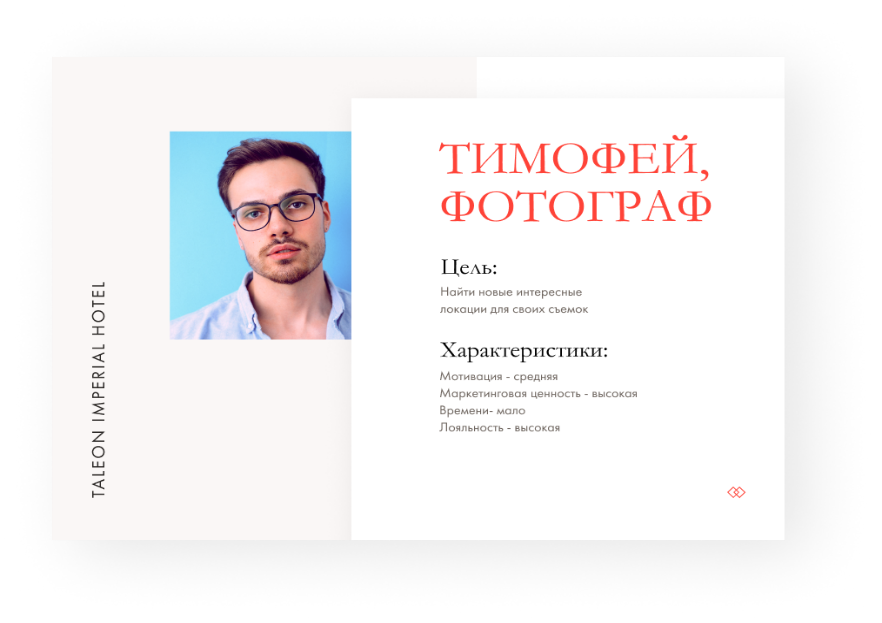 TALEON IMPERIAL HOTEL
ТИМОФЕЙ,
ФОТОГРАФ
Цель:
Найти новые интересные
локации для своих съемок
Характеристики:
Мотивация - средняя
Маркетинговая ценность - высокая
Времени- мало
Лояльность - высокая